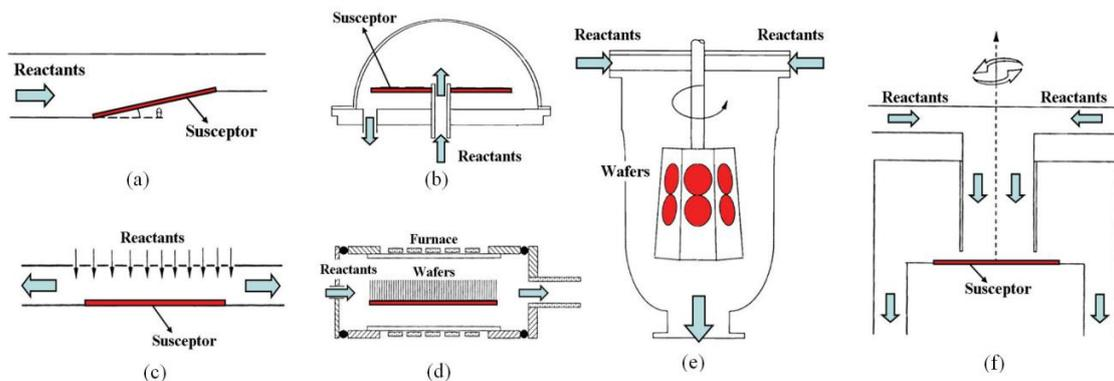 Reactants
θ
Susceptor
(a)
Susceptor
Reactants
(b)
Reactants
Susceptor
(c)
Furnace
Reactants
Wafers
(d)
Reactants
Reactants
Wafers
(e)
Reactants
Reactants
Susceptor
(f)